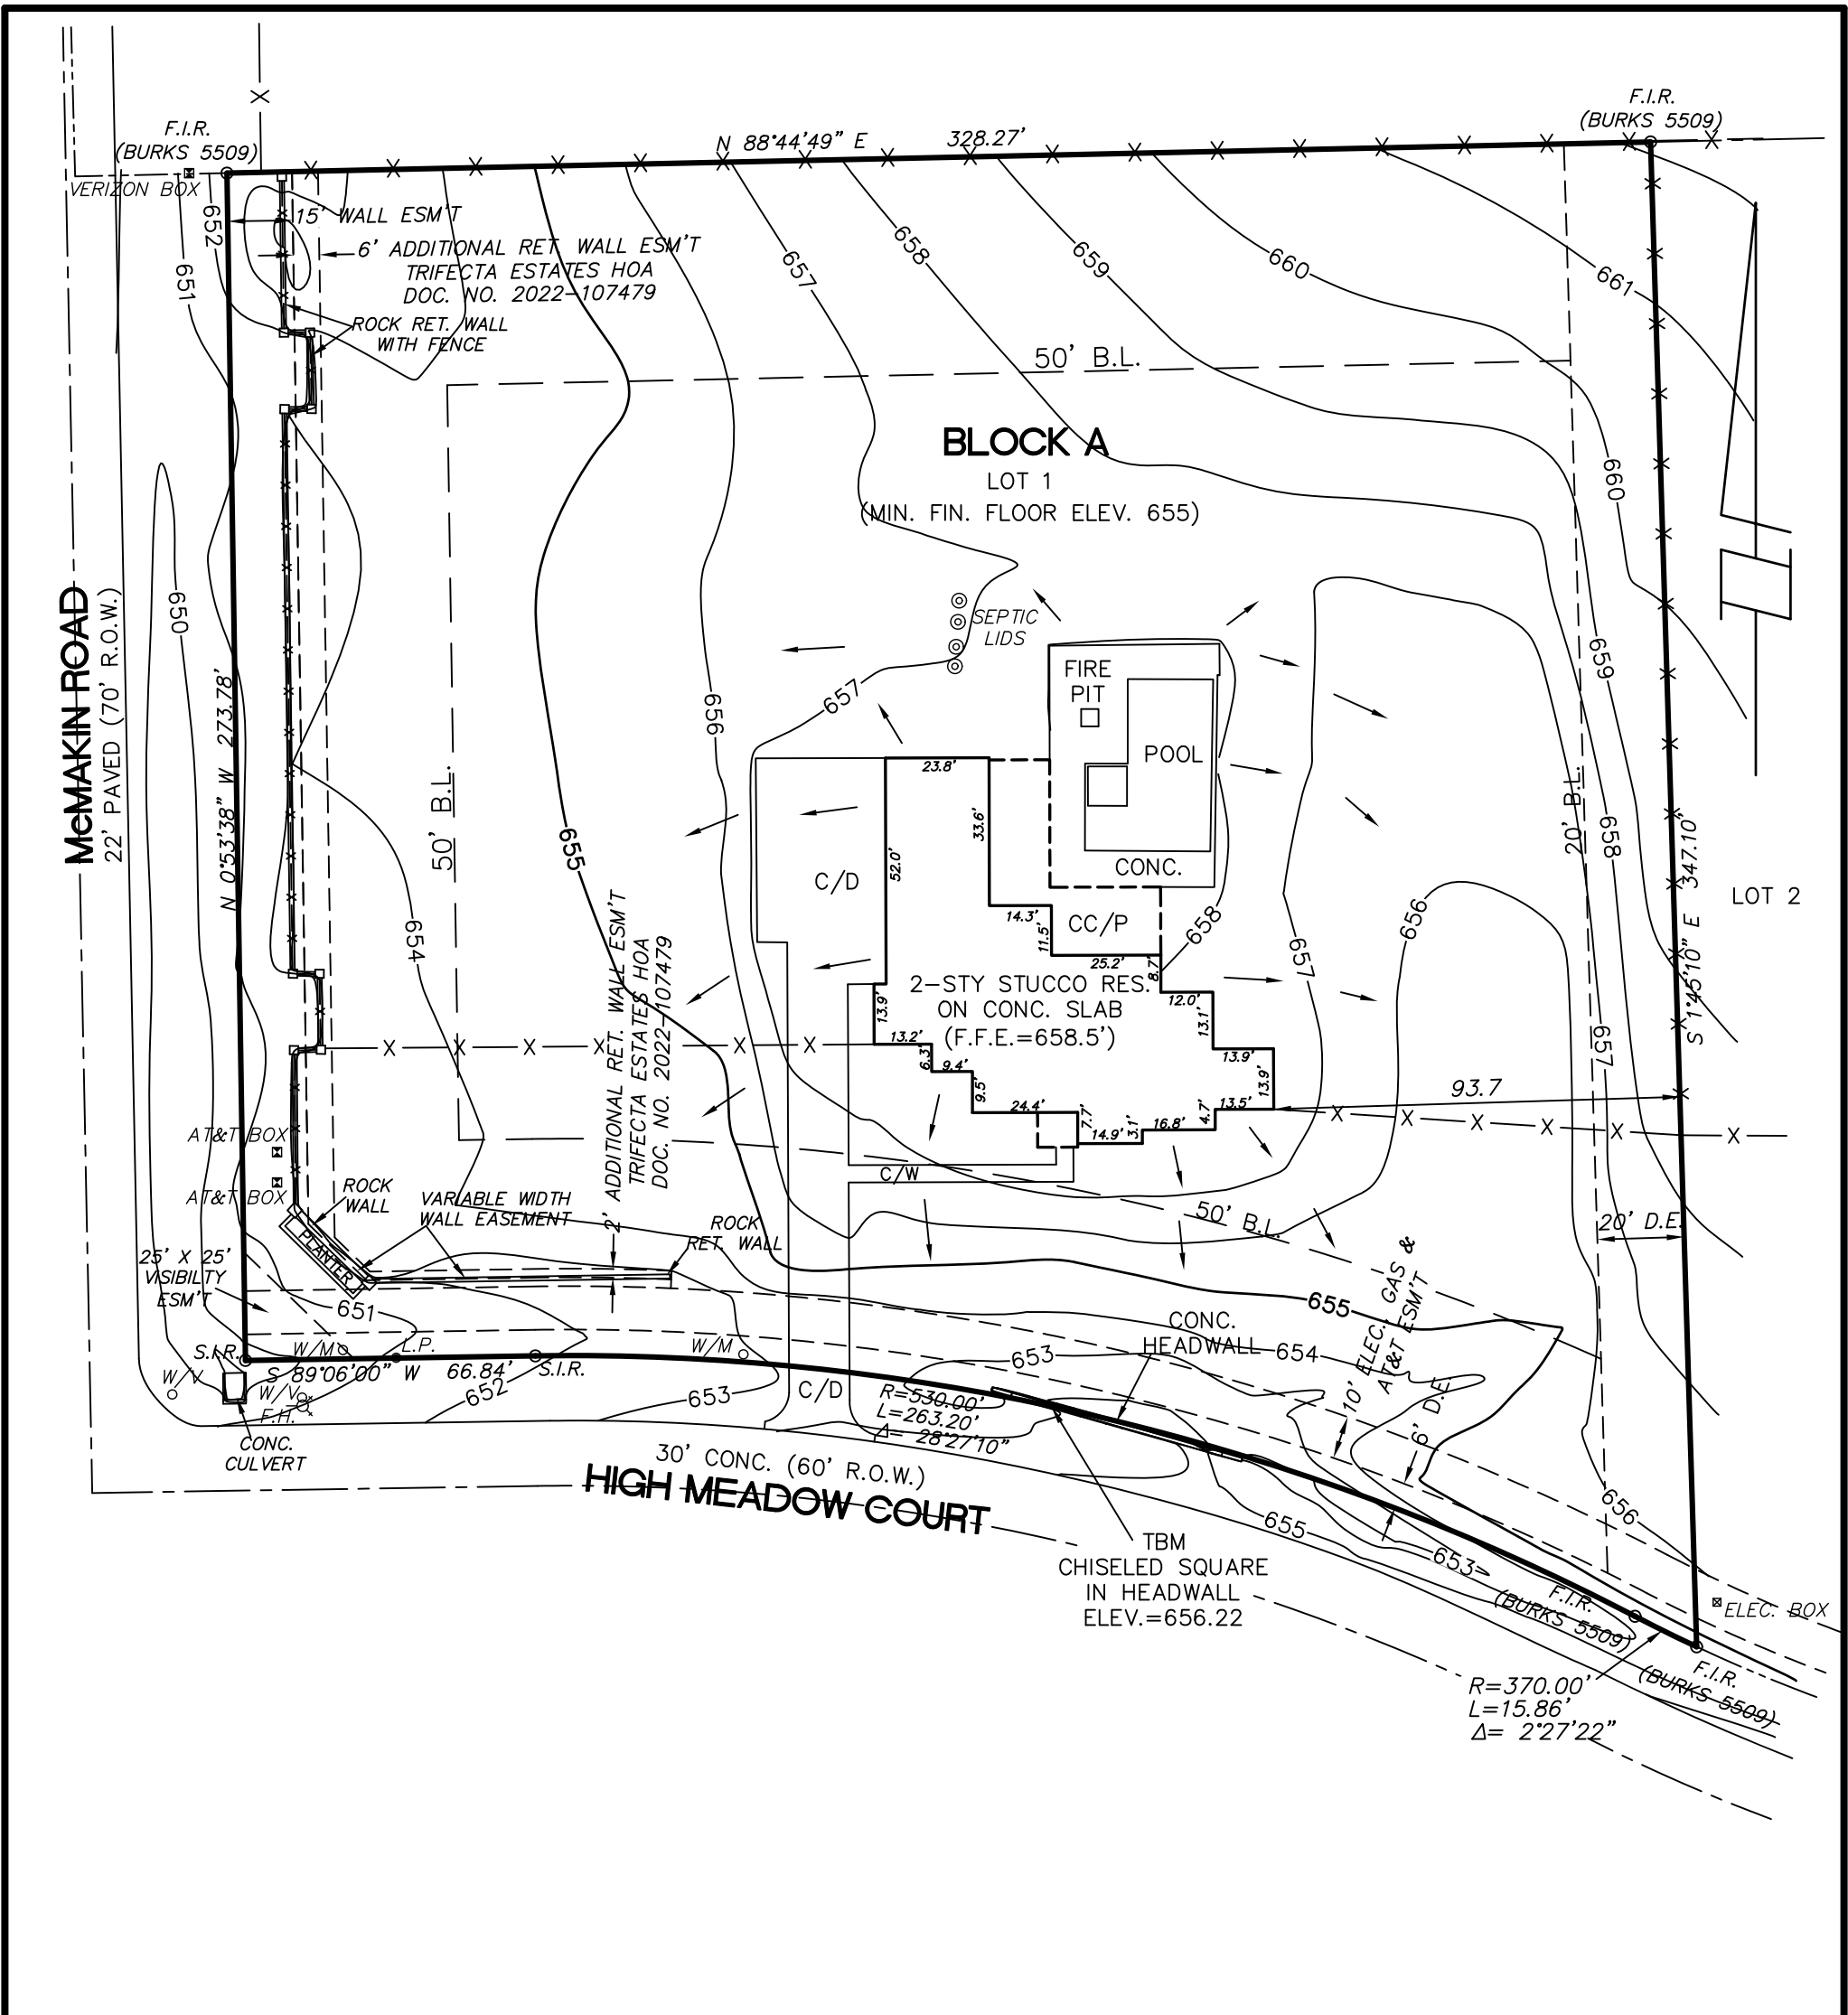 F.I.R.
(BURKS 5509)
VERIZON BOX
N 88°44'49" E 328.27'
F.I.R.
(BURKS 5509)
652
651
15' WALL ESM'T
6' ADDITIONAL RET. WALL ESM'T
TRIFECTA ESTATES HOA
DOC. NO. 2022-107479
ROCK RET. WALL
WITH FENCE
657
658
659
660
661
50' B.L.
BLOCK A
LOT 1
(MIN. FIN. FLOOR ELEV. 655)
660
McMAKIN ROAD
22' PAVED (70' R.O.W.)
650
N 0°53'38" W 273.78'
50' B.L.
654
655
656
657
SEPTIC
LIDS
FIRE
PIT
POOL
CONC.
CC/P
C/D
23.8'
33.6'
52.0'
14.3'
11.5'
25.2'
8.7'
658
12.0'
13.1'
13.9'
13.9'
13.5'
4.7'
16.8'
3.1'
14.9'
7.7'
24.4'
9.5'
9.4'
6.3'
13.2'
13.9'
2-STY STUCCO RES.
ON CONC. SLAB
(F.F.E.=658.5')
657
656
659
658
657
20' B.L.
S 1°45'10" E 347.10'
LOT 2
93.7
20' D.E.
2' ADDITIONAL RET. WALL ESM'T
TRIFECTA ESTATES HOA
DOC. NO. 2022-107479
AT&T BOX
AT&T BOX
ROCK
WALL
VARIABLE WIDTH
WALL EASEMENT
PLANTER
ROCK
RET. WALL
C/W
50' B.L.
25' X 25'
VISIBILTY
ESM'T
651
S.I.R.
W/M
L.P.
S 89°06'00" W 66.84'
S.I.R.
W/M
W/V
W/V
F.H.
652
653
C/D
CONC.
CULVERT
R=530.00'
L=263.20'
Δ= 28°27'10"
653
CONC.
HEADWALL
654
655
10' ELEC., GAS &
AT&T ESM'T
6' D.E.
30' CONC. (60' R.O.W.)
HIGH MEADOW COURT
TBM
CHISELED SQUARE
IN HEADWALL
ELEV.=656.22
655
653
656
F.I.R.
(BURKS 5509)
ELEC. BOX
F.I.R.
(BURKS 5509)
R=370.00'
L=15.86'
Δ= 2°27'22"